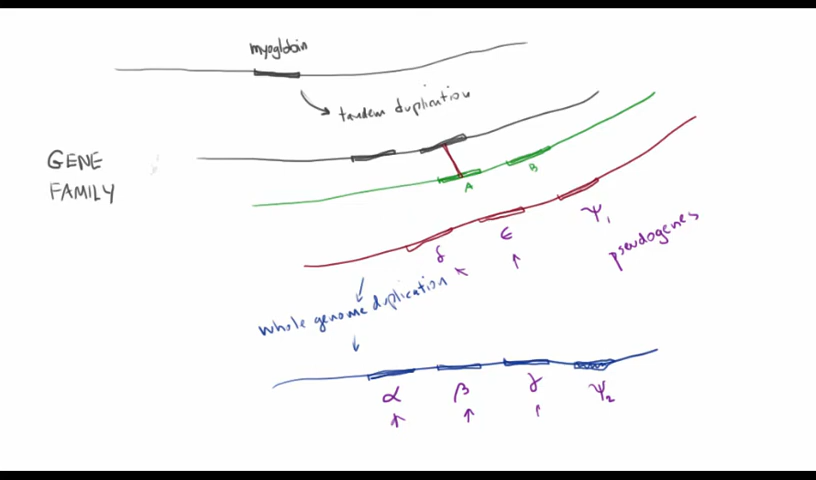 myoglobin
tandem duplication
GENE
FAMILY
A
B
δ
ϵ
Ψ₁
pseudogenes
whole genome duplication
α
β
γ
Ψ₂